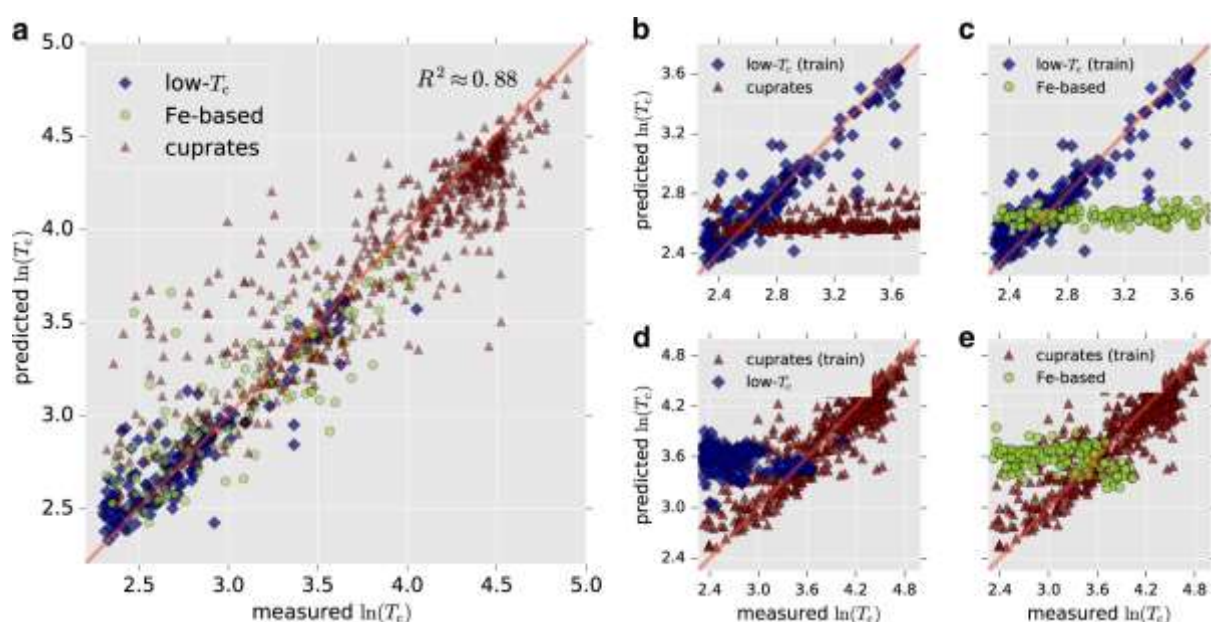 a
5.0
4.5
4.0
3.5
3.0
2.5
predicted ln(Tc)
low-Tc
Fe-based
cuprates
R² ≈ 0.88
2.5 3.0 3.5 4.0 4.5 5.0
measured ln(Tc)
b
3.6
3.2
2.8
2.4
predicted ln(Tc)
low-Tc (train)
cuprates
2.4 2.8 3.2 3.6
c
low-Tc (train)
Fe-based
2.4 2.8 3.2 3.6
d
4.8
4.2
3.6
3.0
2.4
predicted ln(Tc)
cuprates (train)
low-Tc
2.4 3.0 3.6 4.2 4.8
measured ln(Tc)
e
cuprates (train)
Fe-based
2.4 3.0 3.6 4.2 4.8
measured ln(Tc)